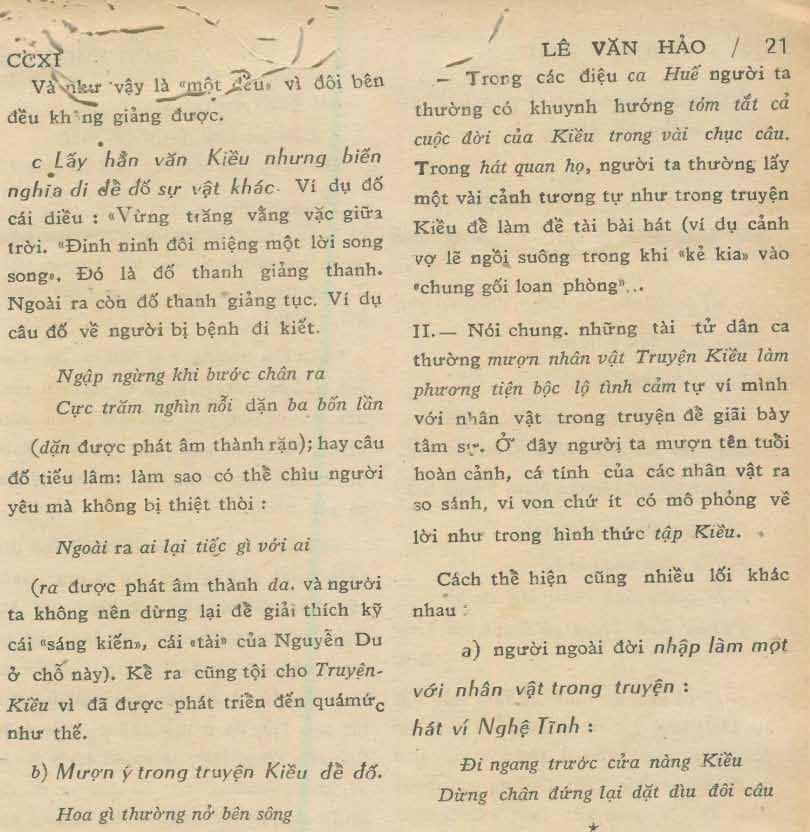 CCXI
Và như vậy là «một đều» vì đôi bên
đều không giảng được.
c Lấy hẳn văn Kiều nhưng biến
nghĩa đi để đố sự vật khác. Ví dụ đố
cái diều : «Vừng trăng vằng vặc giữa
trời. «Đinh ninh đôi miệng một lời song
song». Đó là đố thanh giảng thanh.
Ngoài ra còn đố thanh giảng tục. Ví dụ
câu đố về người bị bệnh đi kiết.
Ngập ngừng khi bước chân ra
Cực trăm nghìn nỗi dặn ba bốn lần
(dặn được phát âm thành rặn); hay câu
đố tiếu lâm: làm sao có thể chìu người
yêu mà không bị thiệt thòi :
Ngoài ra ai lại tiếc gì với ai
(ra được phát âm thành da. và người
ta không nên dừng lại để giải thích kỹ
cái «sáng kiến», cái «tài» của Nguyễn Du
ở chỗ này). Kể ra cũng tội cho Truyện-
Kiều vì đã được phát triển đến quámức
như thế.
b) Mượn ý trong truyện Kiều để đố.
Hoa gì thường nở bên sông
LÊ VĂN HẢO / 21
— Trong các điệu ca Huế người ta
thường có khuynh hướng tóm tắt cả
cuộc đời của Kiều trong vài chục câu.
Trong hát quan họ, người ta thường lấy
một vài cảnh tương tự như trong truyện
Kiều để làm đề tài bài hát (ví dụ cảnh
vợ lẽ ngồi suông trong khi «kẻ kia» vào
«chung gối loan phòng»...
II.— Nói chung. những tài tử dân ca
thường mượn nhân vật Truyện Kiều làm
phương tiện bộc lộ tình cảm tự ví mình
với nhân vật trong truyện để giãi bày
tâm sự. Ở đây người ta mượn tên tuổi
hoàn cảnh, cá tính của các nhân vật ra
so sánh, ví von chứ ít có mô phỏng về
lời như trong hình thức tập Kiều.
Cách thể hiện cũng nhiều lối khác
nhau :
a) người ngoài đời nhập làm một
với nhân vật trong truyện :
hát ví Nghệ Tĩnh :
Đi ngang trước cửa nàng Kiều
Dừng chân đứng lại dặt dìu đôi câu
*